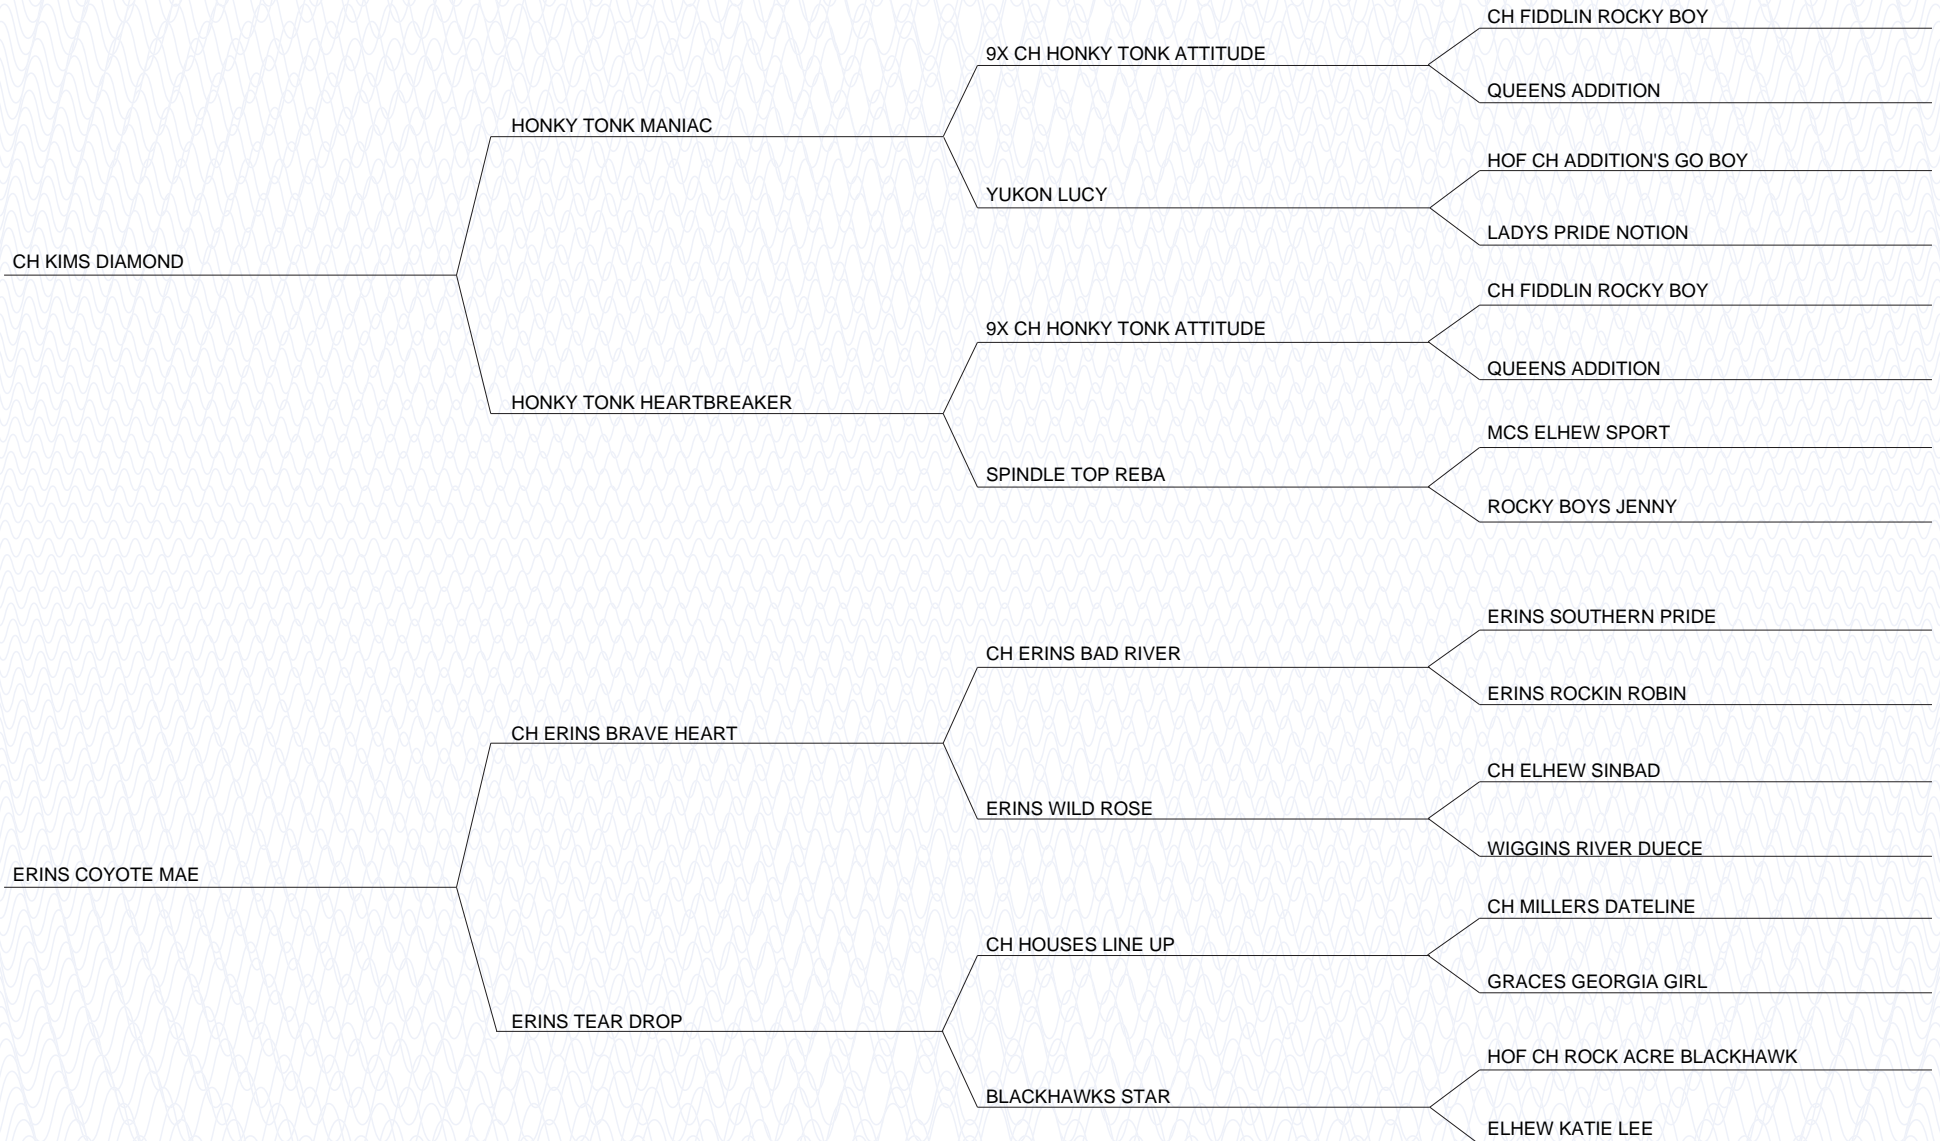 CH FIDDLIN ROCKY BOY
9X CH HONKY TONK ATTITUDE
QUEENS ADDITION
HONKY TONK MANIAC
HOF CH ADDITION'S GO BOY
YUKON LUCY
LADYS PRIDE NOTION
CH KIMS DIAMOND
CH FIDDLIN ROCKY BOY
9X CH HONKY TONK ATTITUDE
QUEENS ADDITION
HONKY TONK HEARTBREAKER
MCS ELHEW SPORT
SPINDLE TOP REBA
ROCKY BOYS JENNY
ERINS SOUTHERN PRIDE
CH ERINS BAD RIVER
ERINS ROCKIN ROBIN
CH ERINS BRAVE HEART
CH ELHEW SINBAD
ERINS WILD ROSE
WIGGINS RIVER DUECE
ERINS COYOTE MAE
CH MILLERS DATELINE
CH HOUSES LINE UP
GRACES GEORGIA GIRL
ERINS TEAR DROP
HOF CH ROCK ACRE BLACKHAWK
BLACKHAWKS STAR
ELHEW KATIE LEE